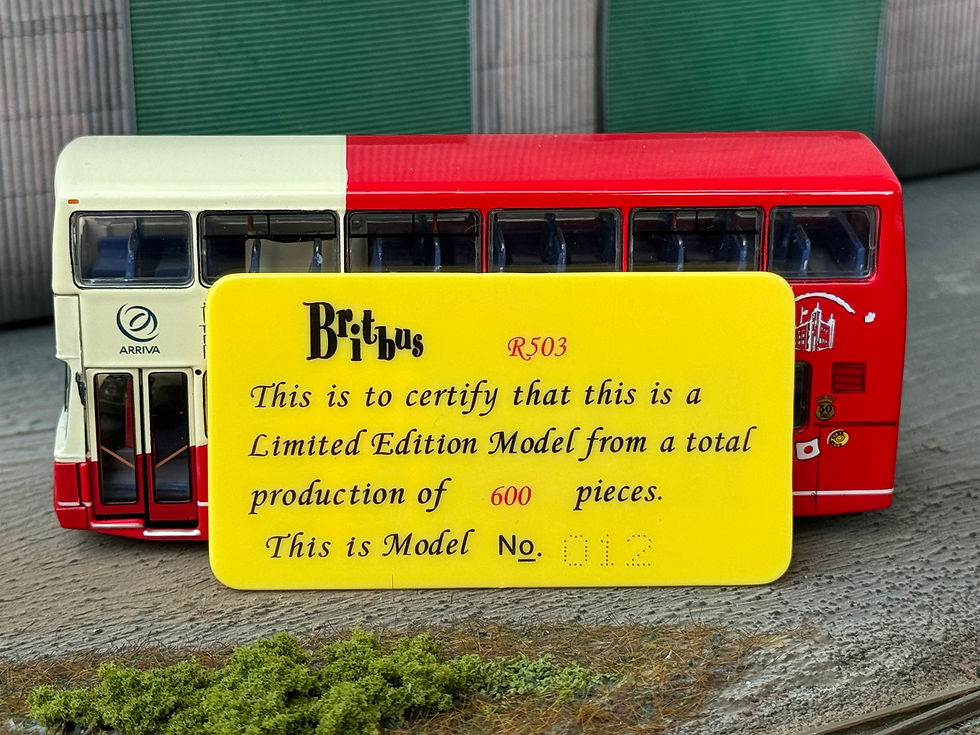 ARRIVA
Britbus
R503
This is to certify that this is a
Limited Edition Model from a total
production of 600 pieces.
This is Model No. 012
50